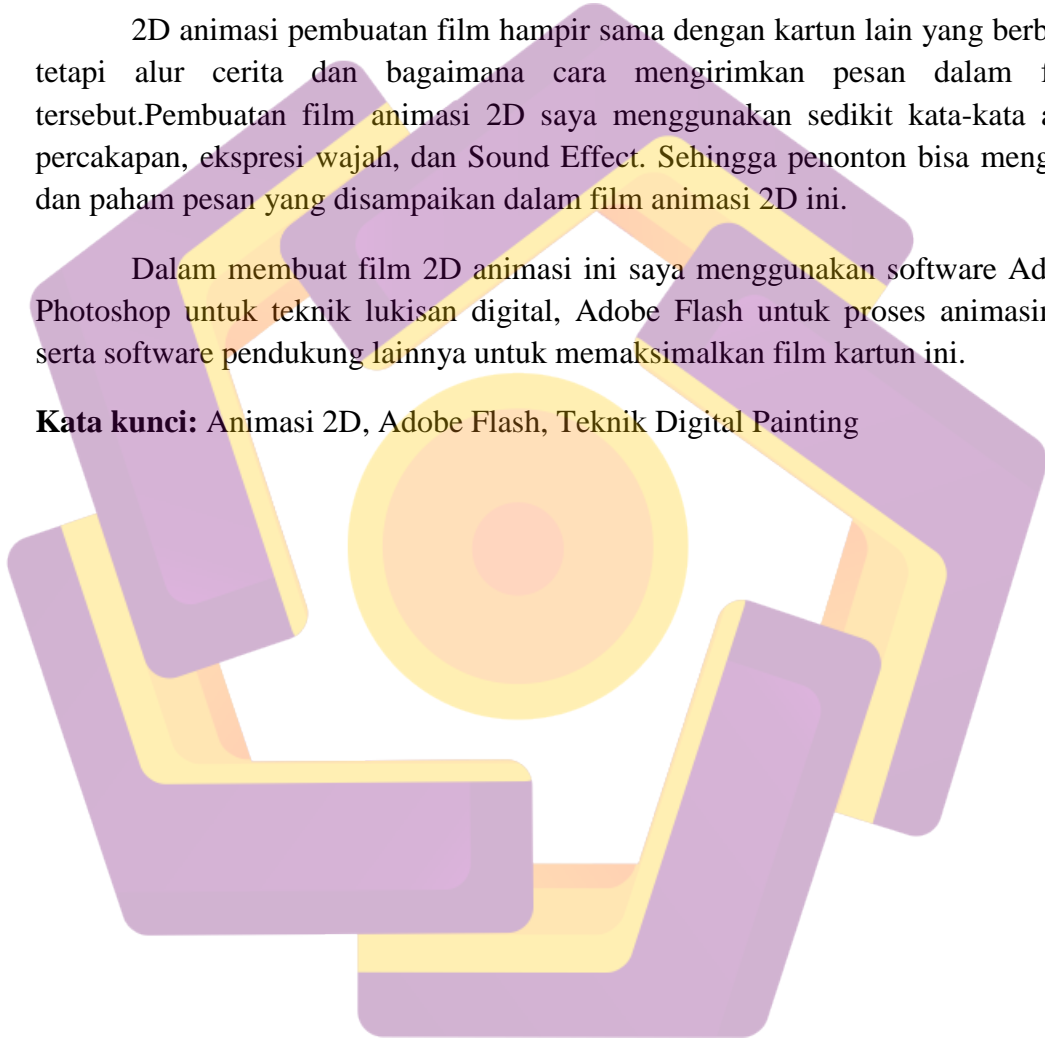 2D animasi pembuatan film hampir sama dengan kartun lain yang
tetapi alur cerita dan bagaimana cara mengirimkan pesan dalam
tersebut.Pembuatan film animasi 2D saya menggunakan sedikit kata-kata
percakapan, ekspresi wajah, dan Sound Effect. Sehingga penonton bisa
dan paham pesan yang disampaikan dalam film animasi 2D ini.
Dalam membuat film 2D animasi ini saya menggunakan software
Photoshop untuk teknik lukisan digital, Adobe Flash untuk proses
serta software pendukung lainnya untuk memaksimalkan film kartun ini.
Kata kunci: Animasi 2D, Adobe Flash, Teknik Digital Painting